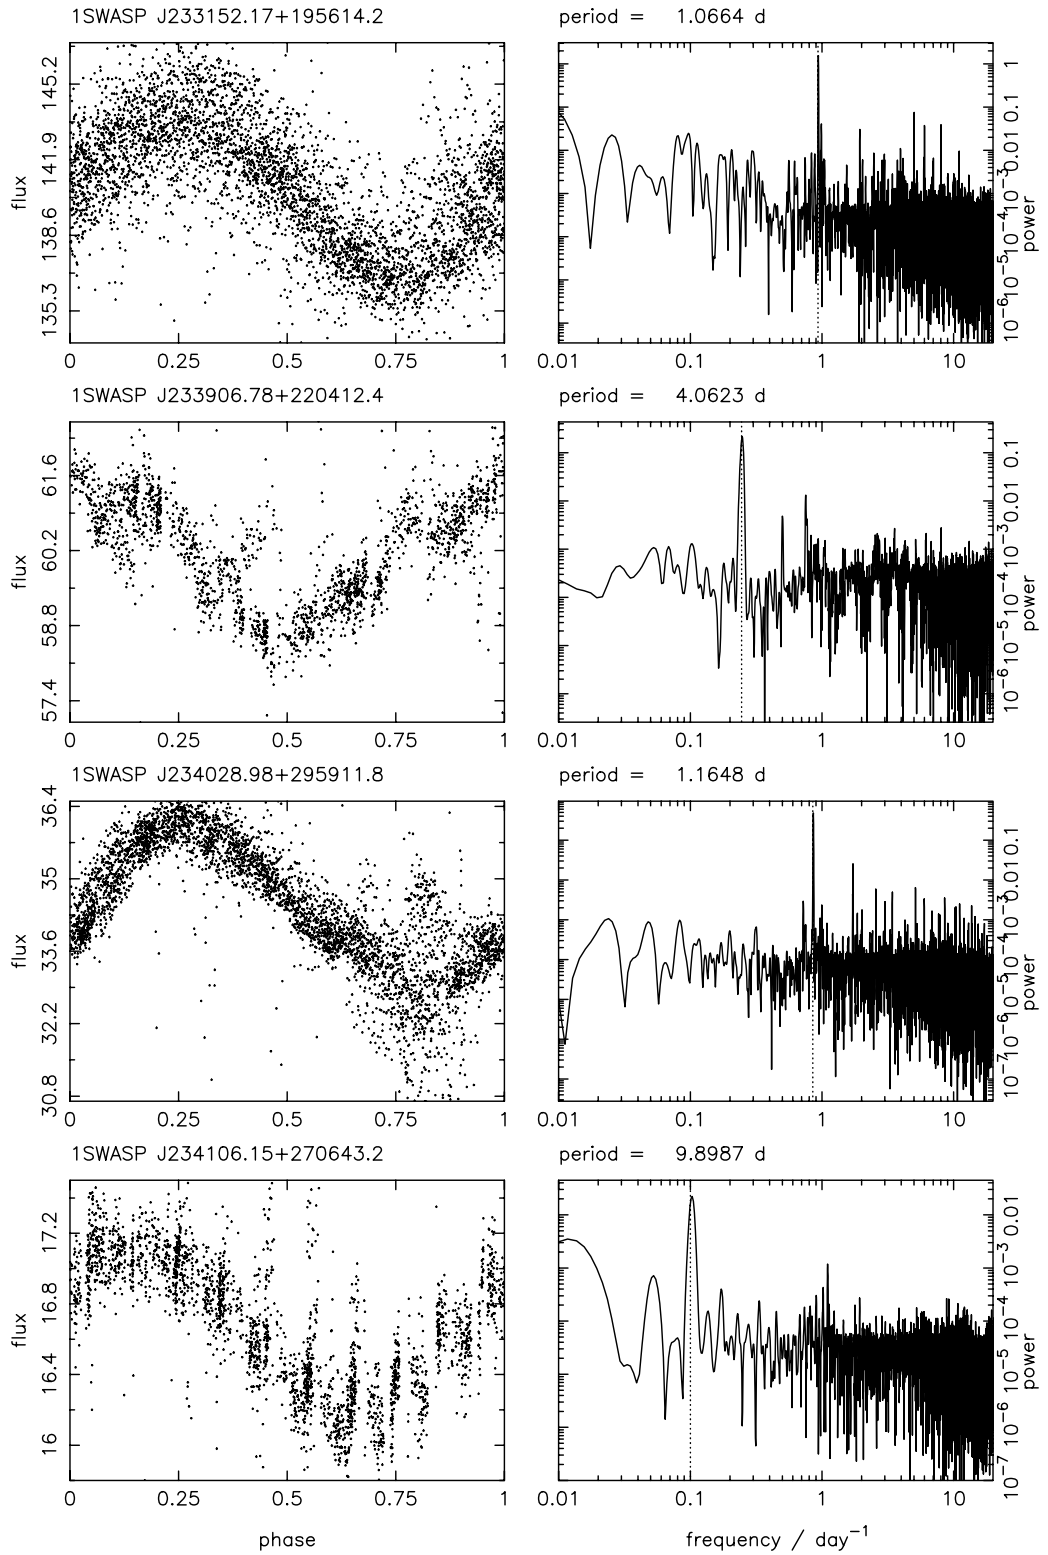 1SWASP J233152.17+195614.2
period = 1.0664 d
flux
145.2
141.9
138.6
135.3
0 0.25 0.5 0.75 1
1
0.1
0.01
10−3
10−4
10−5
10−6
power
0.01 0.1 1 10
1SWASP J233906.78+220412.4
period = 4.0623 d
flux
61.6
60.2
58.8
57.4
0 0.25 0.5 0.75 1
0.1
0.01
10−3
10−4
10−5
10−6
power
0.01 0.1 1 10
1SWASP J234028.98+295911.8
period = 1.1648 d
flux
36.4
35
33.6
32.2
30.8
0 0.25 0.5 0.75 1
0.1
0.01
10−3
10−4
10−5
10−6
10−7
power
0.01 0.1 1 10
1SWASP J234106.15+270643.2
period = 9.8987 d
flux
17.2
16.8
16.4
16
0 0.25 0.5 0.75 1
phase
0.01
10−3
10−4
10−5
10−6
10−7
power
0.01 0.1 1 10
frequency / day−1